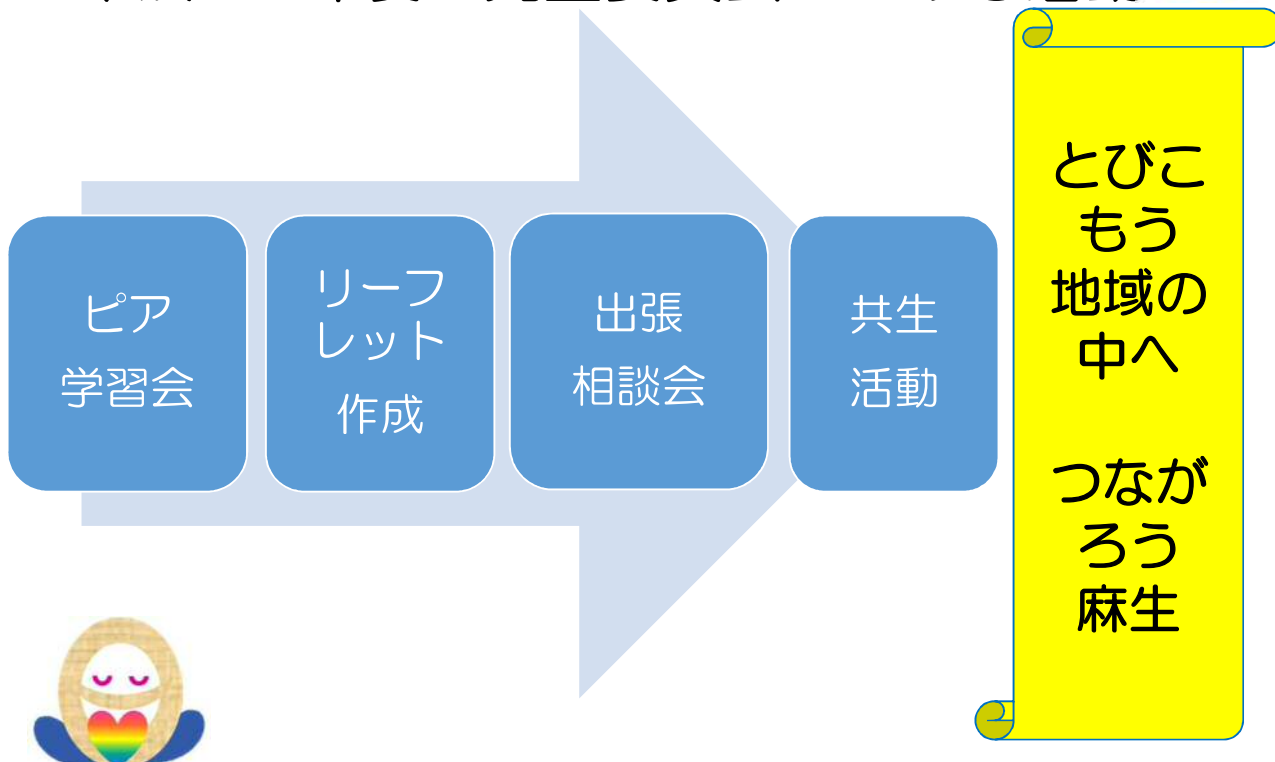 ピア
学習会
リーフ
レット
作成
出張
相談会
共生
活動
とびこ
もう
地域の
中へ
つなが
ろう
麻生